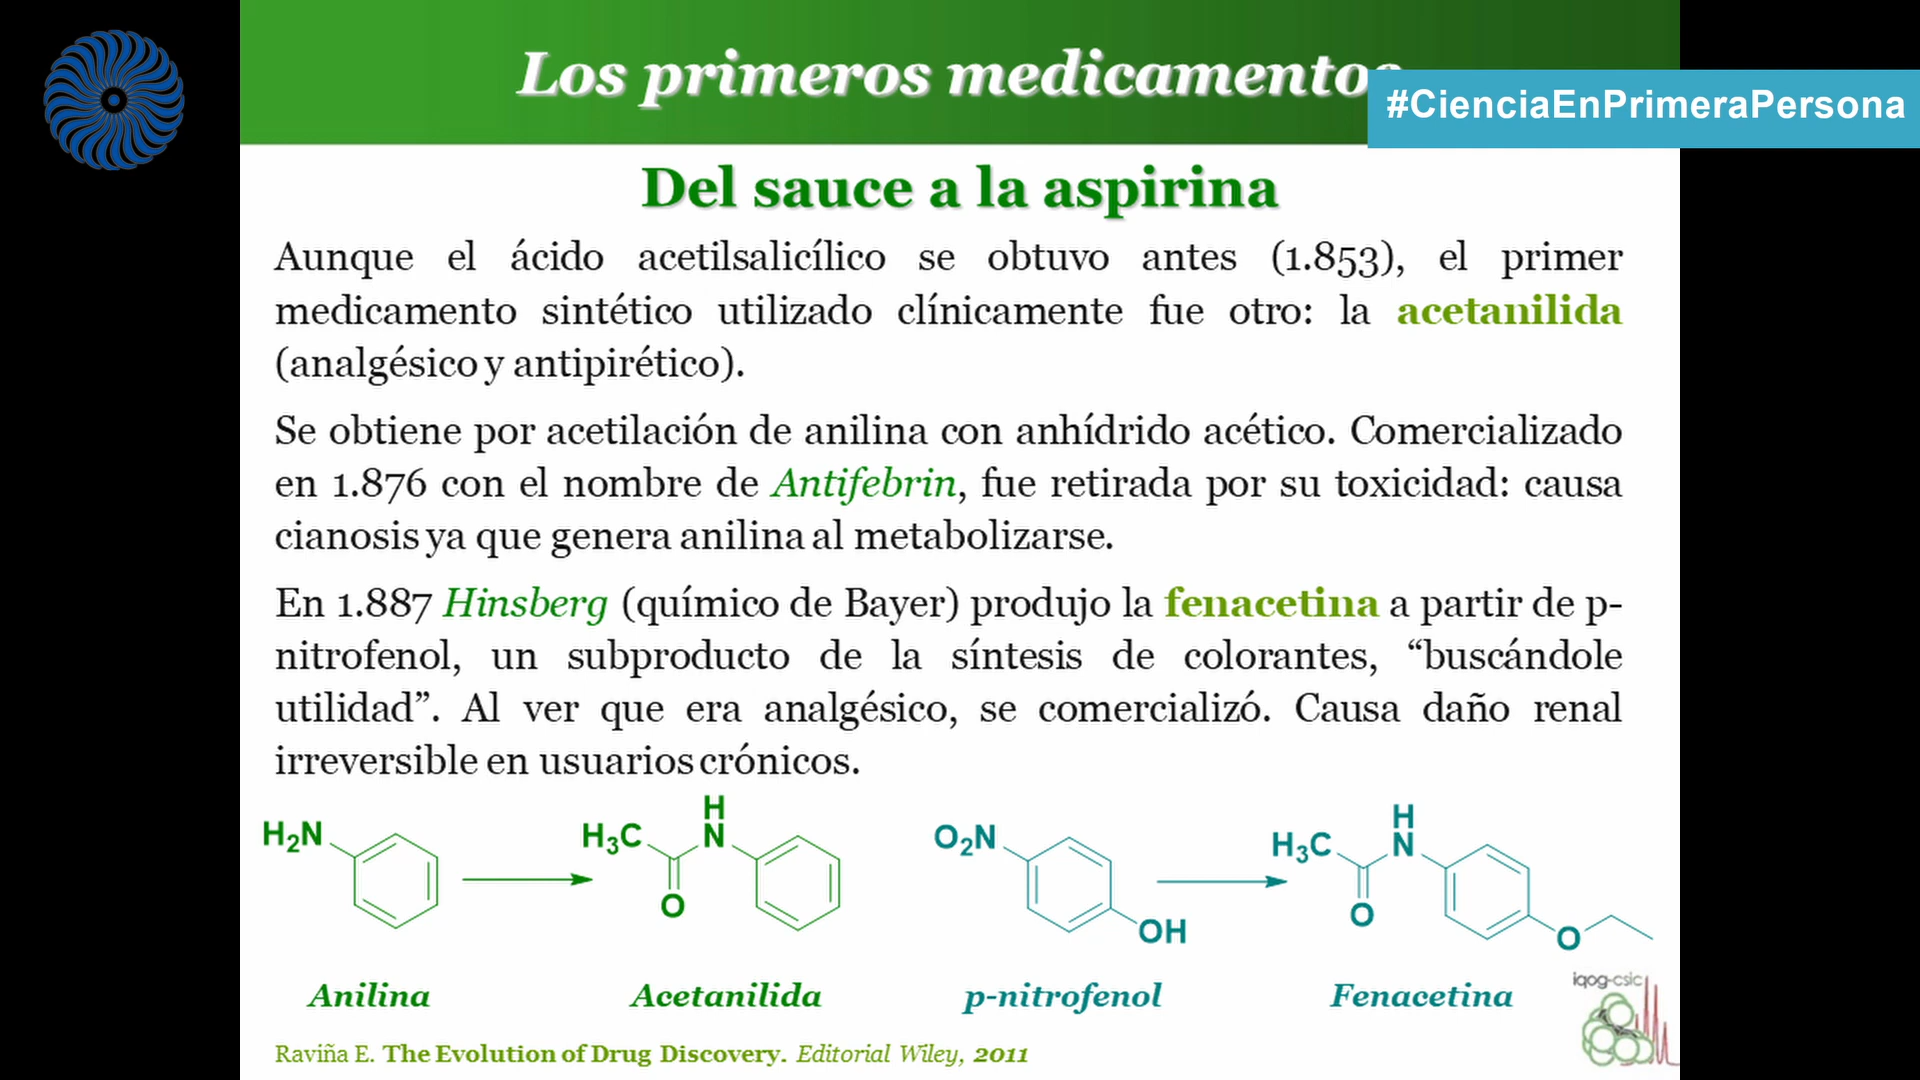 Los primeros medicamentos
#CienciaEnPrimeraPersona
Del sauce a la aspirina
Aunque el ácido acetilsalicílico se obtuvo antes (1.853), el primer
medicamento sintético utilizado clínicamente fue otro: la acetanilida
(analgésico y antipirético).
Se obtiene por acetilación de anilina con anhídrido acético. Comercializado
en 1.876 con el nombre de Antifebrin, fue retirada por su toxicidad: causa
cianosis ya que genera anilina al metabolizarse.
En 1.887 Hinsberg (químico de Bayer) produjo la fenacetina a partir de p-
nitrofenol, un subproducto de la síntesis de colorantes, “buscándole
utilidad”. Al ver que era analgésico, se comercializó. Causa daño renal
irreversible en usuarios crónicos.
H₂N
H₃C
H
N
O
O₂N
OH
H₃C
H
N
O
O
Anilina
Acetanilida
p-nitrofenol
Fenacetina
iqog-csic
Raviña E. The Evolution of Drug Discovery. Editorial Wiley, 2011